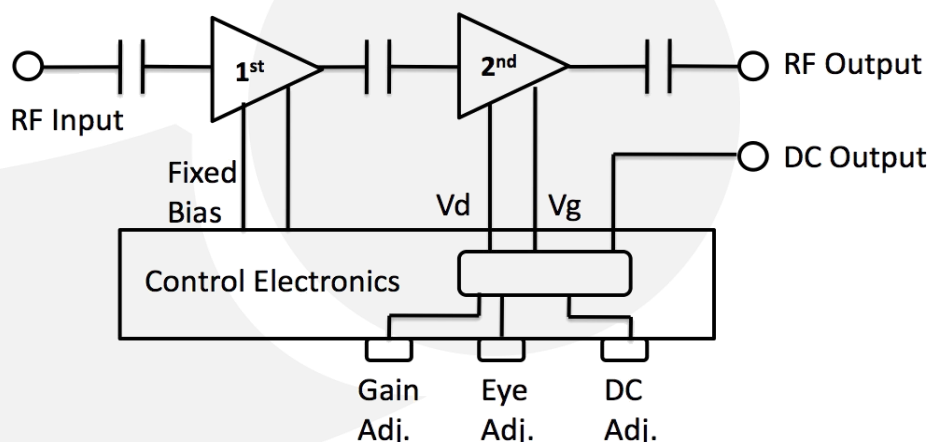 1st
2nd
RF Output
RF Input
DC Output
Fixed
Bias
Vd
Vg
Control Electronics
Gain
Adj.
Eye
Adj.
DC
Adj.